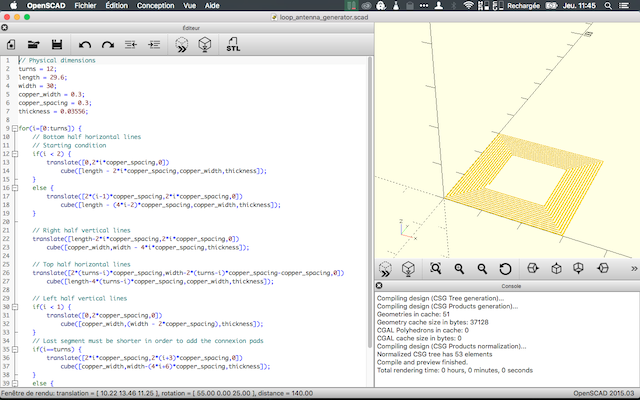 OpenSCAD Fichier Édition Conception Vue Aide
Rechargée Jeu. 11:45
loop_antenna_generator.scad
Éditeur
STL
1 // Physical dimensions
2 turns = 12;
3 length = 29.6;
4 width = 30;
5 copper_width = 0.3;
6 copper_spacing = 0.3;
7 thickness = 0.03556;
8
9 for(i=[0:turns]) {
10 // Bottom half horizontal lines
11 // Starting condition
12 if(i < 2) {
13 translate([0,2*i*copper_spacing,0])
14 cube([length - 2*i*copper_spacing,copper_width,thickness]);
15 }
16 else {
17 translate([2*(i-1)*copper_spacing,2*i*copper_spacing,0])
18 cube([length - (4*i-2)*copper_spacing,copper_width,thickness]);
19 }
20
21 // Right half vertical lines
22 translate([length-2*i*copper_spacing,2*i*copper_spacing,0])
23 cube([copper_width,width - 4*i*copper_spacing,thickness]);
24
25 // Top half horizontal lines
26 translate([2*(turns-i)*copper_spacing,width-2*(turns-i)*copper_spacing-copper_spacing,0])
27 cube([length-4*(turns-i)*copper_spacing,copper_width,thickness]);
28
29 // Left half vertical lines
30 if(i < 1) {
31 translate([0,2*copper_spacing,0])
32 cube([copper_width,(width - 2*copper_spacing),thickness]);
33 }
34 // Last segment must be shorter in order to add the connexion pads
35 if(i==turns) {
36 translate([2*i*copper_spacing,2*(i+3)*copper_spacing,0])
37 cube([copper_width,width-(4*i+6)*copper_spacing,thickness]);
38 }
39 else {
Console
Compiling design (CSG Tree generation)...
Compiling design (CSG Products generation)...
Geometries in cache: 51
Geometry cache size in bytes: 37128
CGAL Polyhedrons in cache: 0
CGAL cache size in bytes: 0
Compiling design (CSG Products normalization)...
Normalized CSG tree has 53 elements
Compile and preview finished.
Total rendering time: 0 hours, 0 minutes, 0 seconds
Fenêtre de rendu: translation = [ 10.22 13.46 11.25 ], rotation = [ 55.00 0.00 25.00 ], distance = 140.00
OpenSCAD 2015.03